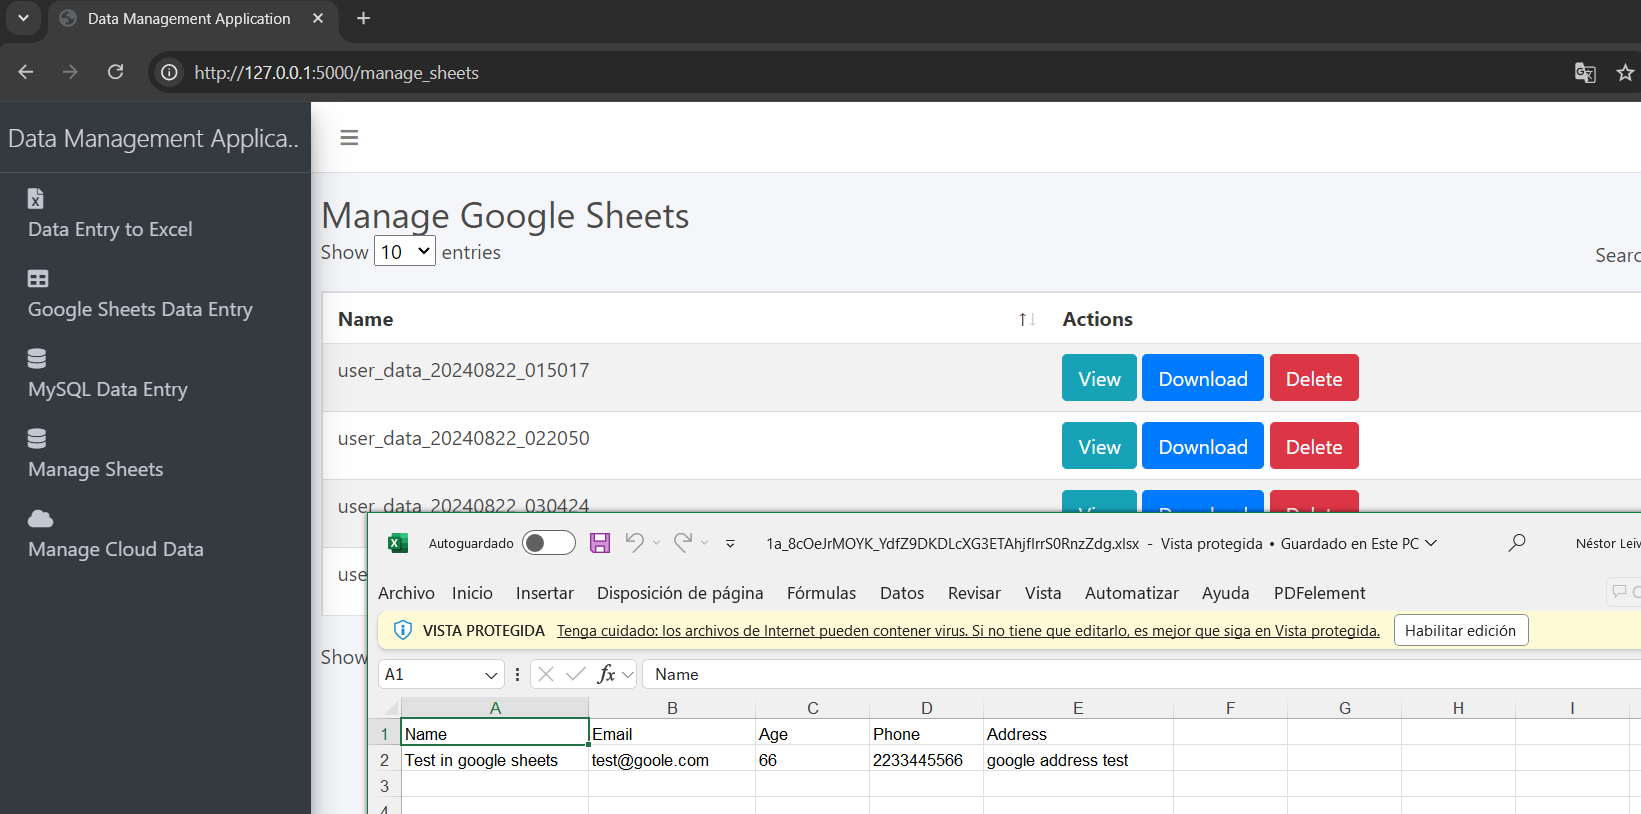 Data Management Application
http://127.0.0.1:5000/manage_sheets
Data Management Applica..
Data Entry to Excel
Google Sheets Data Entry
MySQL Data Entry
Manage Sheets
Manage Cloud Data
Manage Google Sheets
Show 10 entries
Searc
Name Actions
user_data_20240822_015017 View Download Delete
user_data_20240822_022050 View Download Delete
user_data_20240822_030424 View Download Delete
use
Show
Autoguardado 1a_8cOeJrMOYK_YdfZ9DKDLcXG3ETAhjflrrS0RnzZdg.xlsx - Vista protegida • Guardado en Este PC Néstor Leiv
Archivo Inicio Insertar Disposición de página Fórmulas Datos Revisar Vista Automatizar Ayuda PDFelement
VISTA PROTEGIDA Tenga cuidado: los archivos de Internet pueden contener virus. Si no tiene que editarlo, es mejor que siga en Vista protegida. Habilitar edición
A1 fx Name
A B C D E F G H I
1 Name Email Age Phone Address
2 Test in google sheets test@goole.com 66 2233445566 google address test
3
4